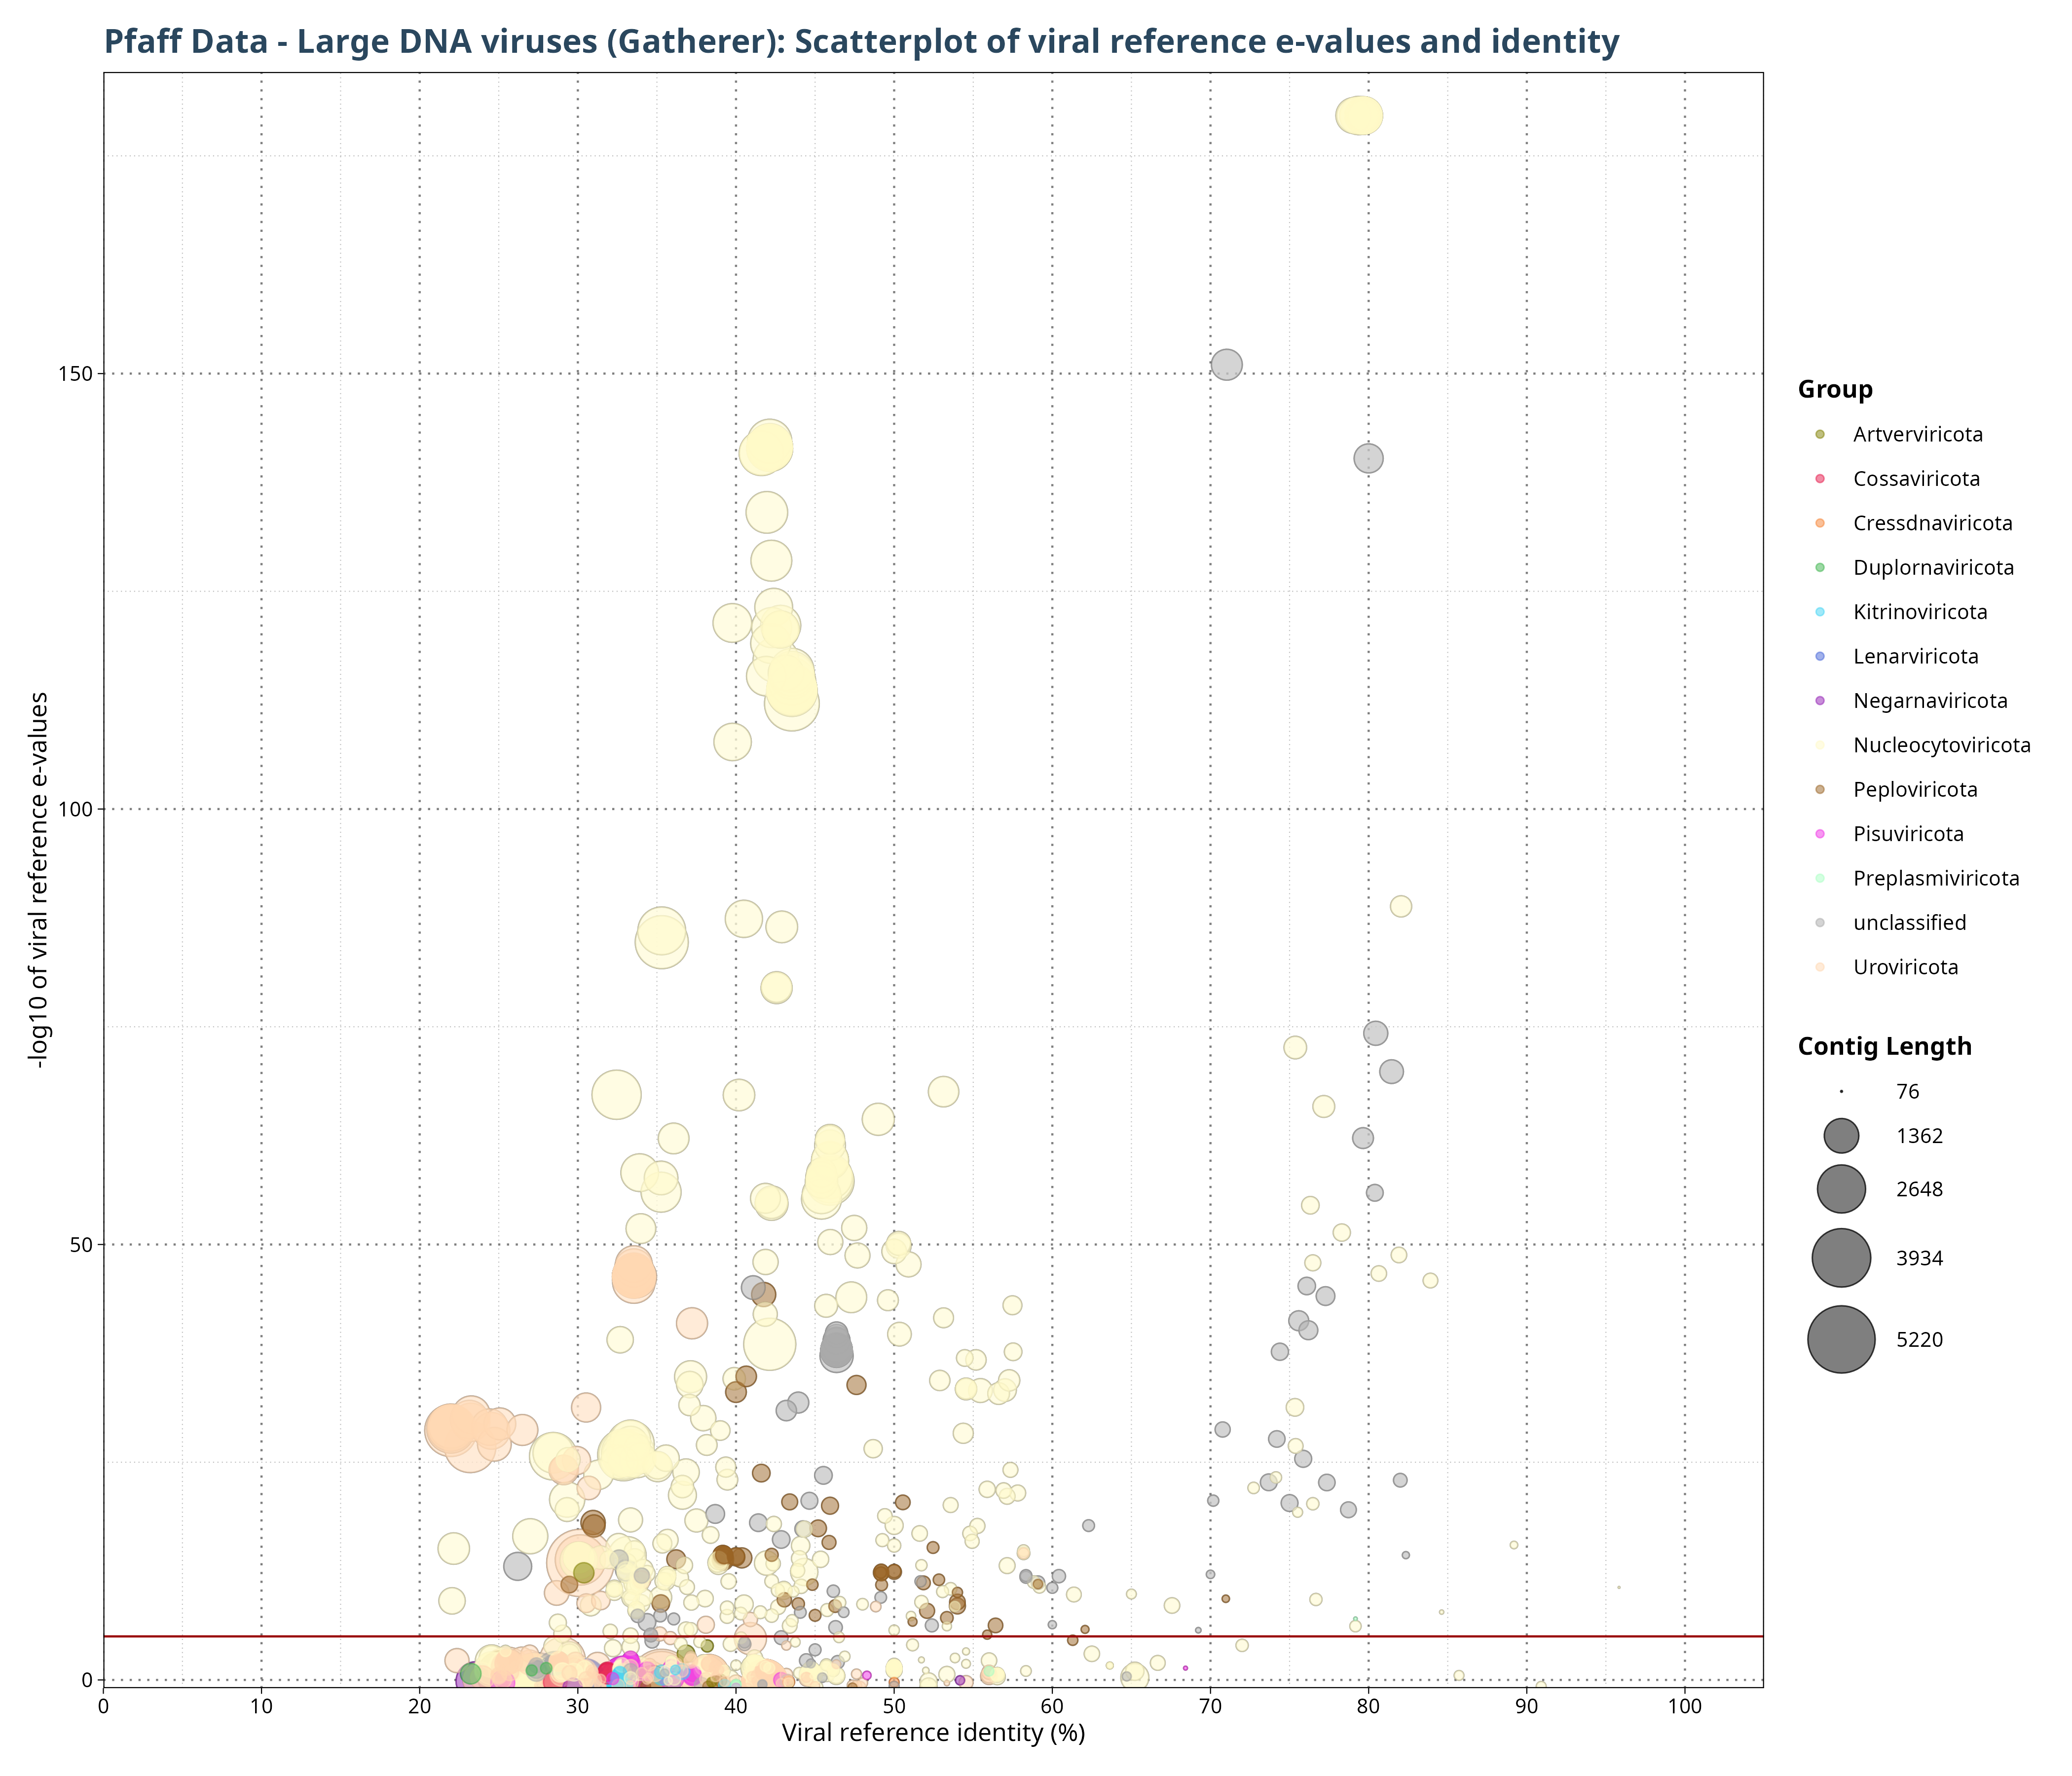 Pfaff Data - Large DNA viruses (Gatherer): Scatterplot of viral reference e-values and identity
-log10 of viral reference e-values
150
100
50
0
0 10 20 30 40 50 60 70 80 90 100
Viral reference identity (%)
Group
Artverviricota
Cossaviricota
Cressdnaviricota
Duplornaviricota
Kitrinoviricota
Lenarviricota
Negarnaviricota
Nucleocytoviricota
Peploviricota
Pisuviricota
Preplasmiviricota
unclassified
Uroviricota
Contig Length
76
1362
2648
3934
5220